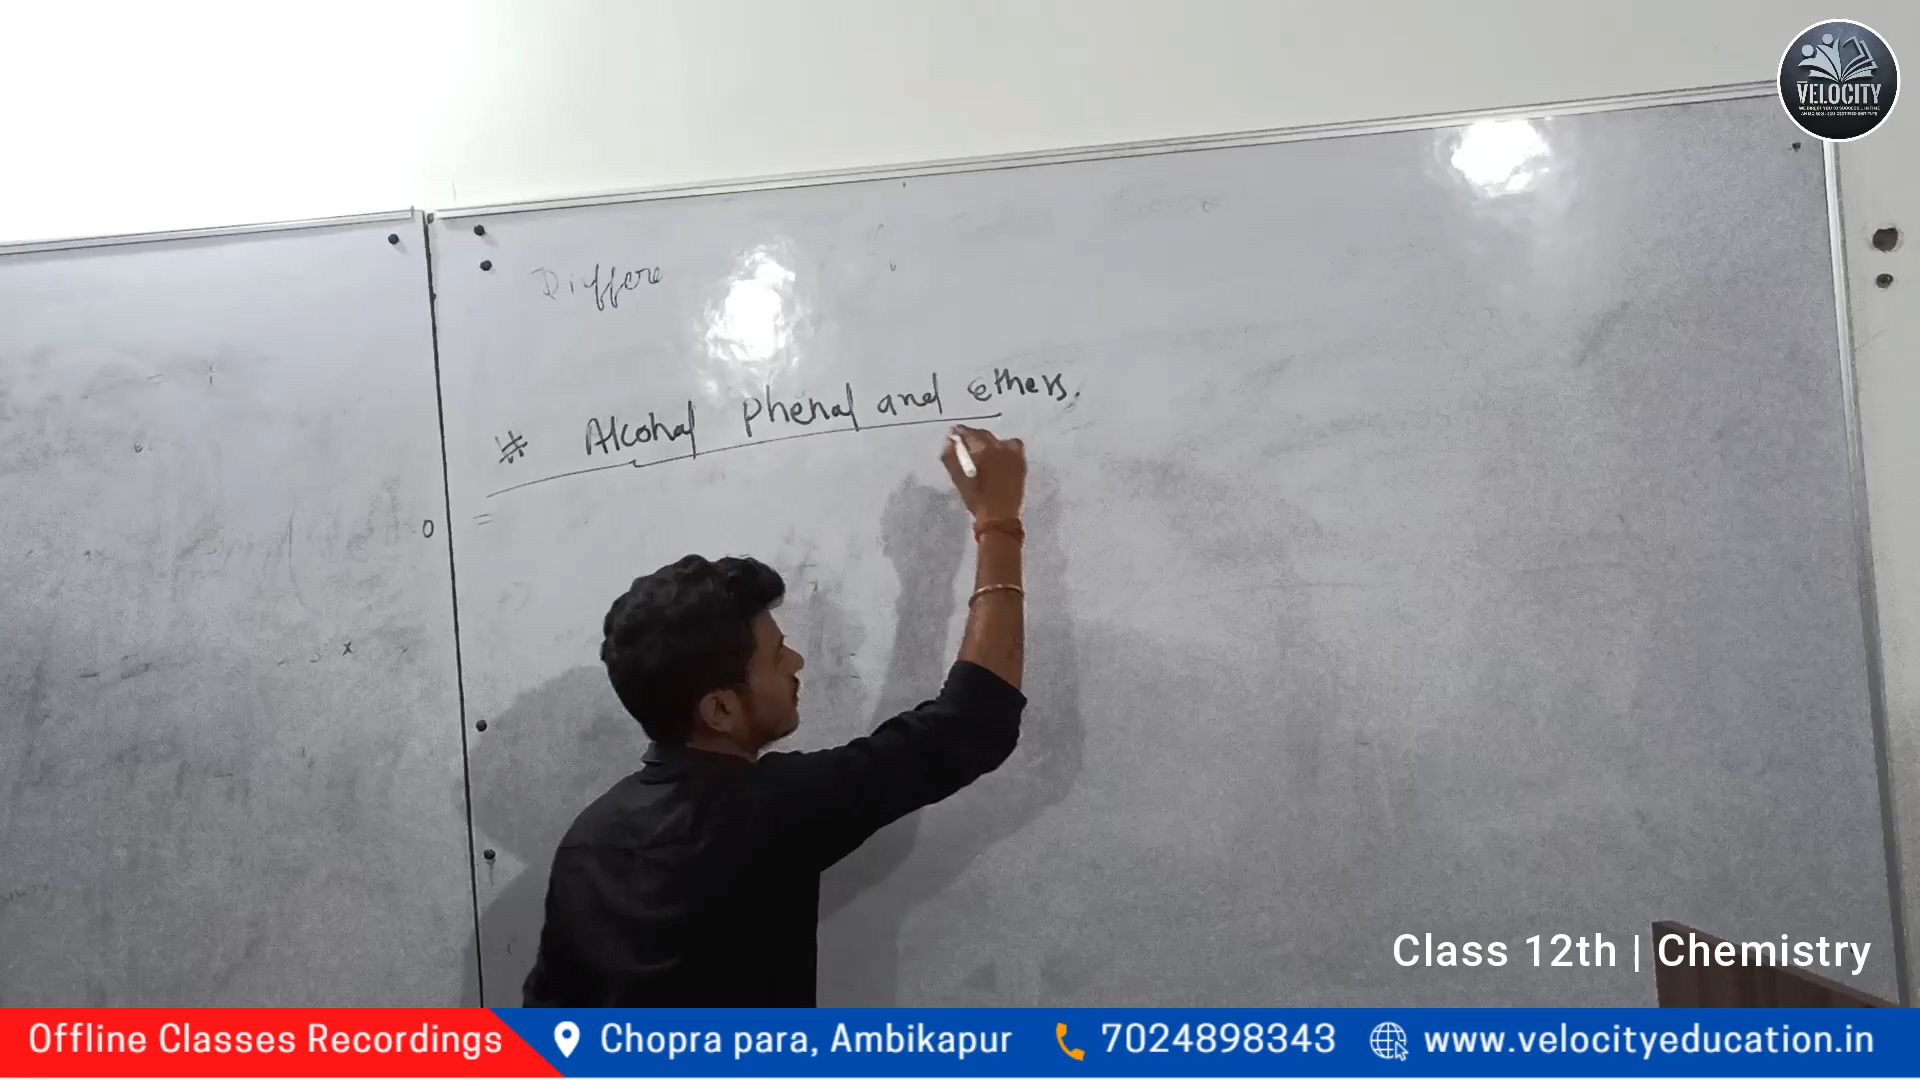 VELOCITY
Differe
# Alcohal Phenal and ethers.
=
Class 12th | Chemistry
Offline Classes Recordings
Chopra para, Ambikapur
7024898343
www.velocityeducation.in